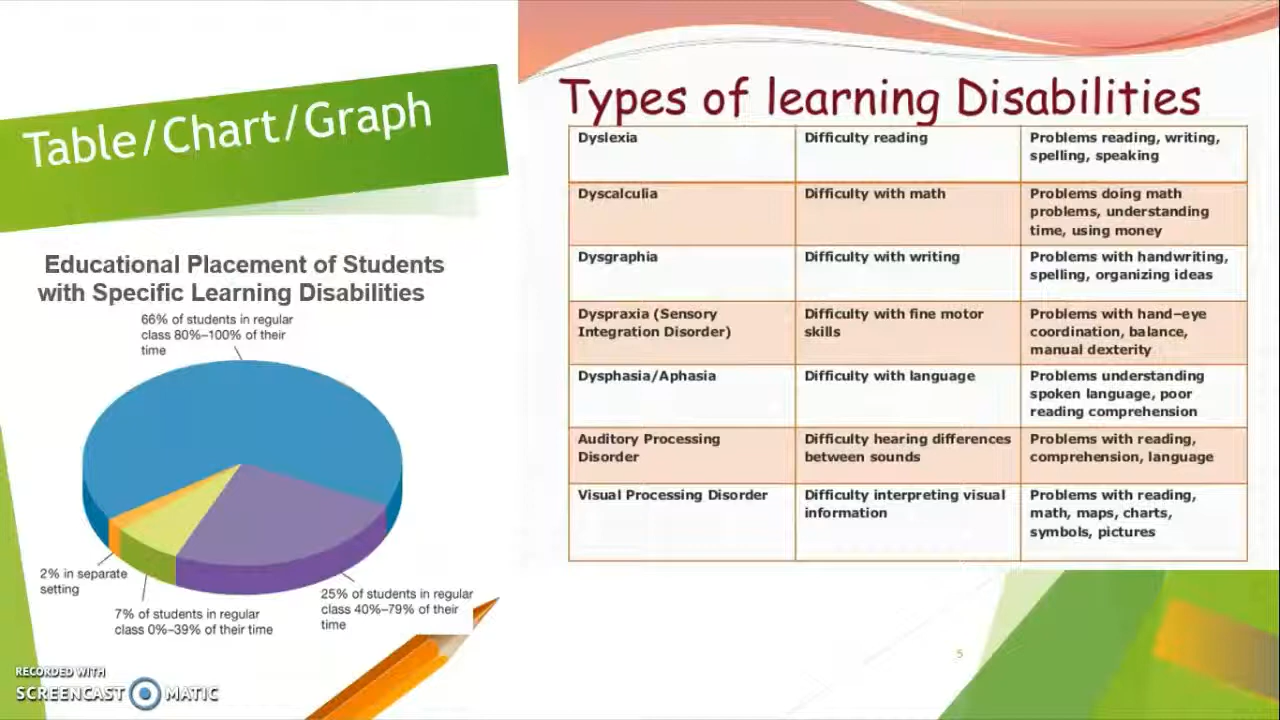 Table/Chart/Graph
Educational Placement of Students
with Specific Learning Disabilities
66% of students in regular
class 80%–100% of their
time
2% in separate
setting
7% of students in regular
class 0%–39% of their time
25% of students in regular
class 40%–79% of their
time
RECORDED WITH
SCREENCAST MATIC
Types of learning Disabilities
Dyslexia
Difficulty reading
Problems reading, writing,
spelling, speaking
Dyscalculia
Difficulty with math
Problems doing math
problems, understanding
time, using money
Dysgraphia
Difficulty with writing
Problems with handwriting,
spelling, organizing ideas
Dyspraxia (Sensory
Integration Disorder)
Difficulty with fine motor
skills
Problems with hand–eye
coordination, balance,
manual dexterity
Dysphasia/Aphasia
Difficulty with language
Problems understanding
spoken language, poor
reading comprehension
Auditory Processing
Disorder
Difficulty hearing differences
between sounds
Problems with reading,
comprehension, language
Visual Processing Disorder
Difficulty interpreting visual
information
Problems with reading,
math, maps, charts,
symbols, pictures
5